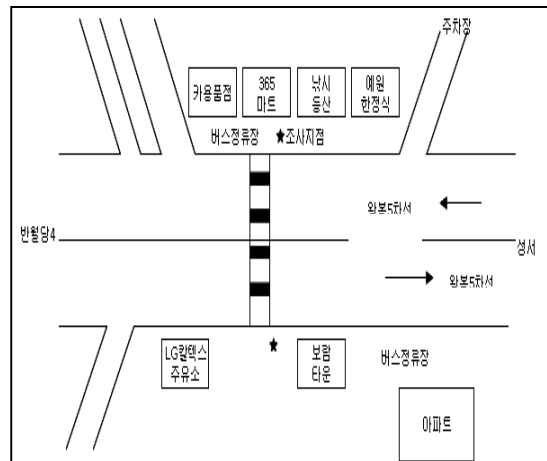 주차장
카용품점
365
마트
낚시
등산
예원
한정식
버스정류장 ★조사지점
왕복5차선
반월당4
성서
왕복5차선
★
LG칼텍스
주유소
보람
타운
버스정류장
아파트